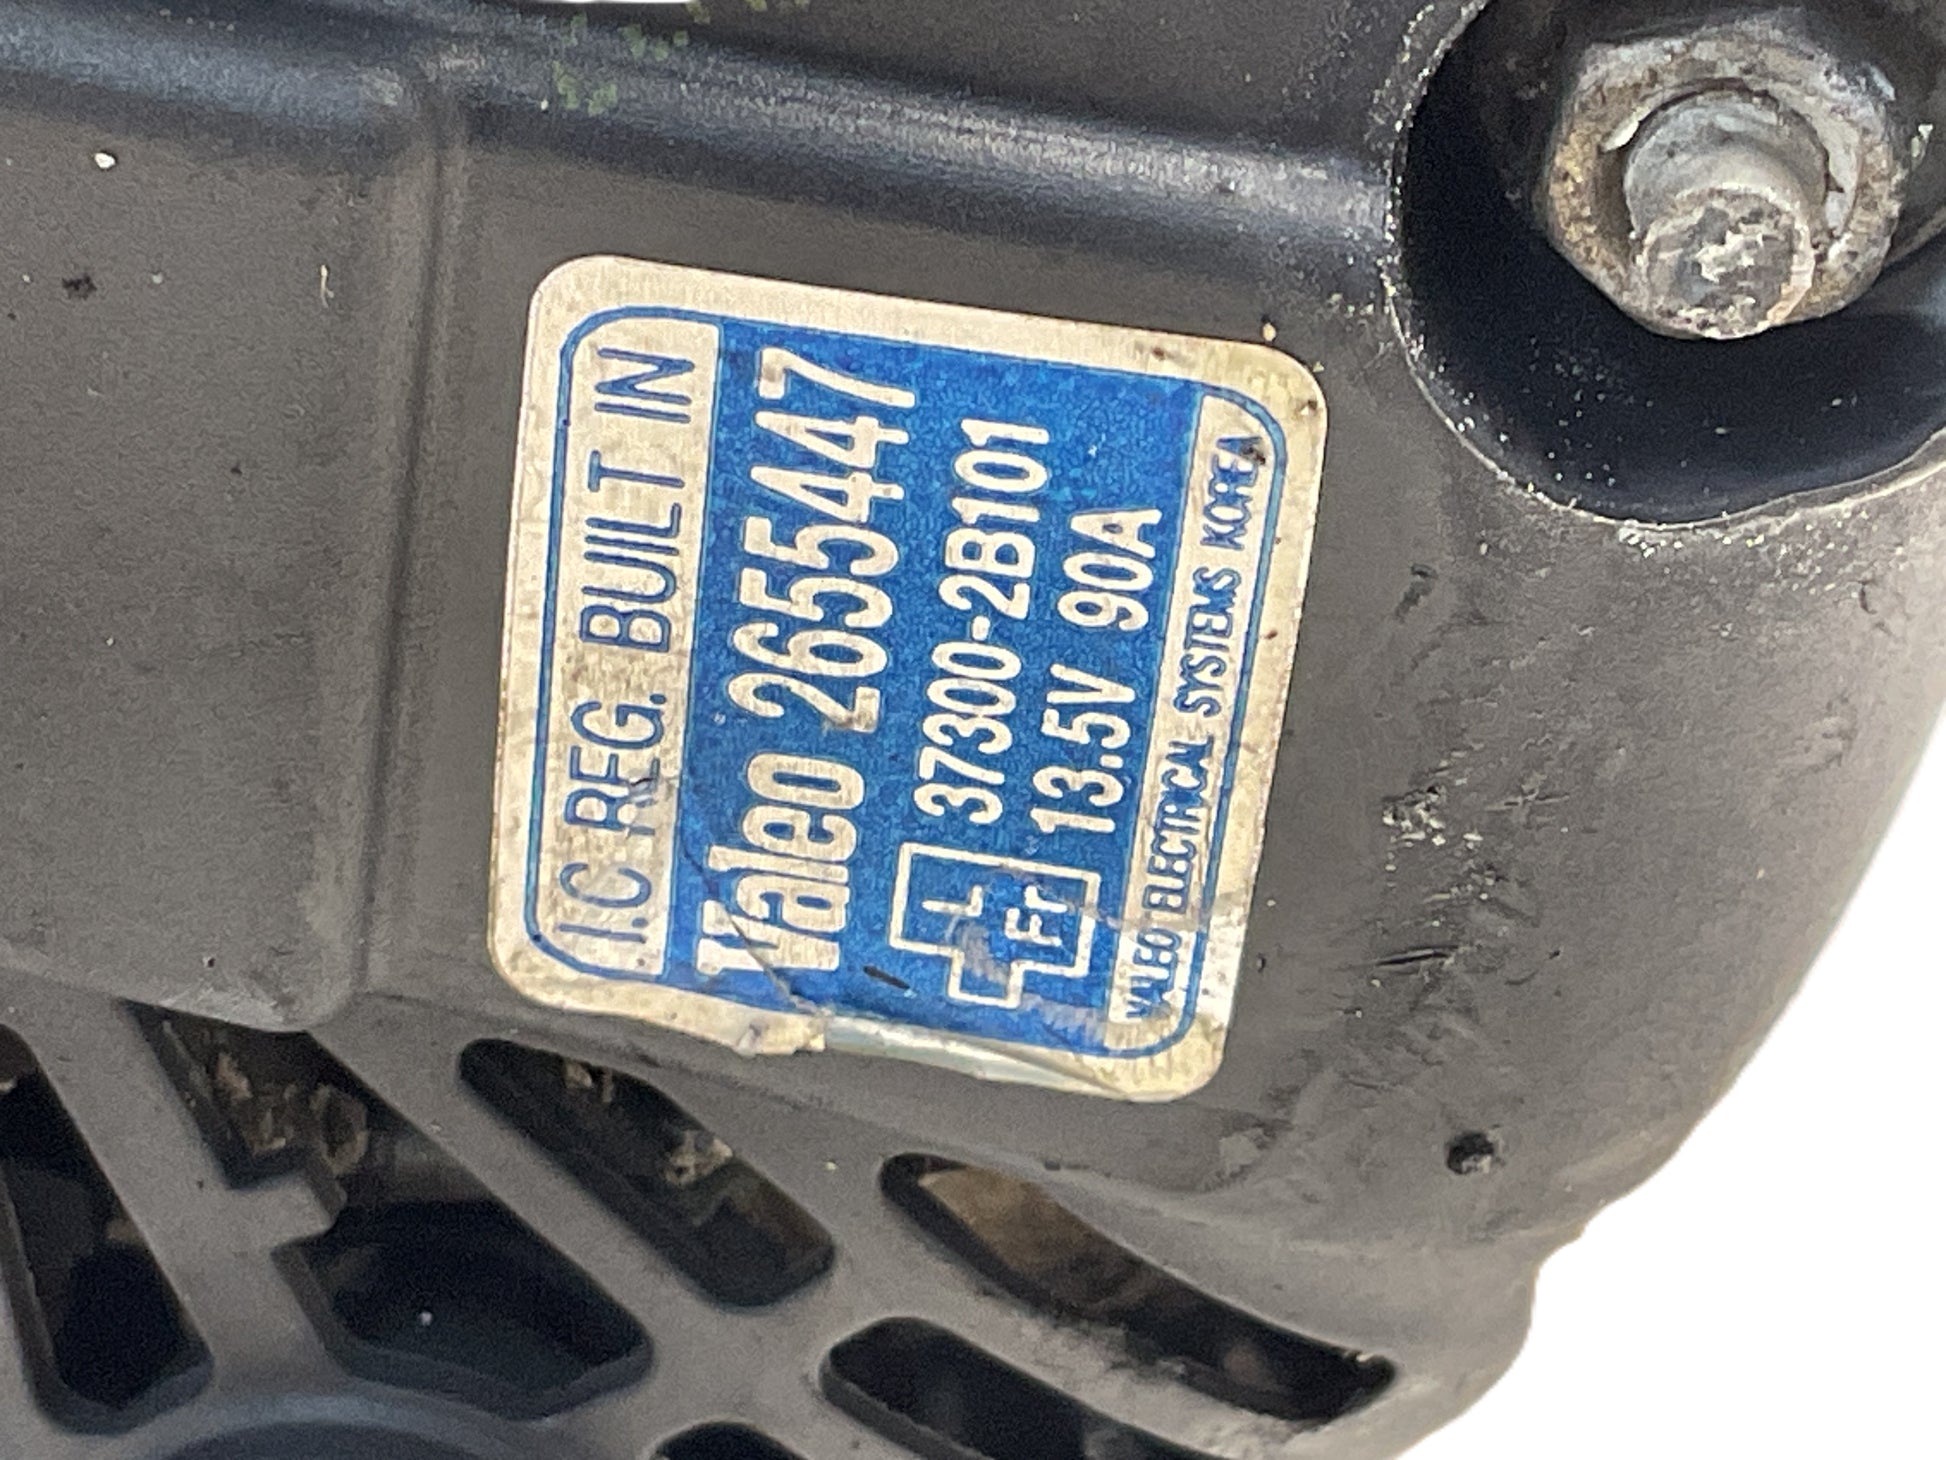 I.C REG. BUILT IN
Valeo 2655447
37300-2B101
L
Fr
13.5V 90A
VALEO ELECTRICAL SYSTEMS KOREA